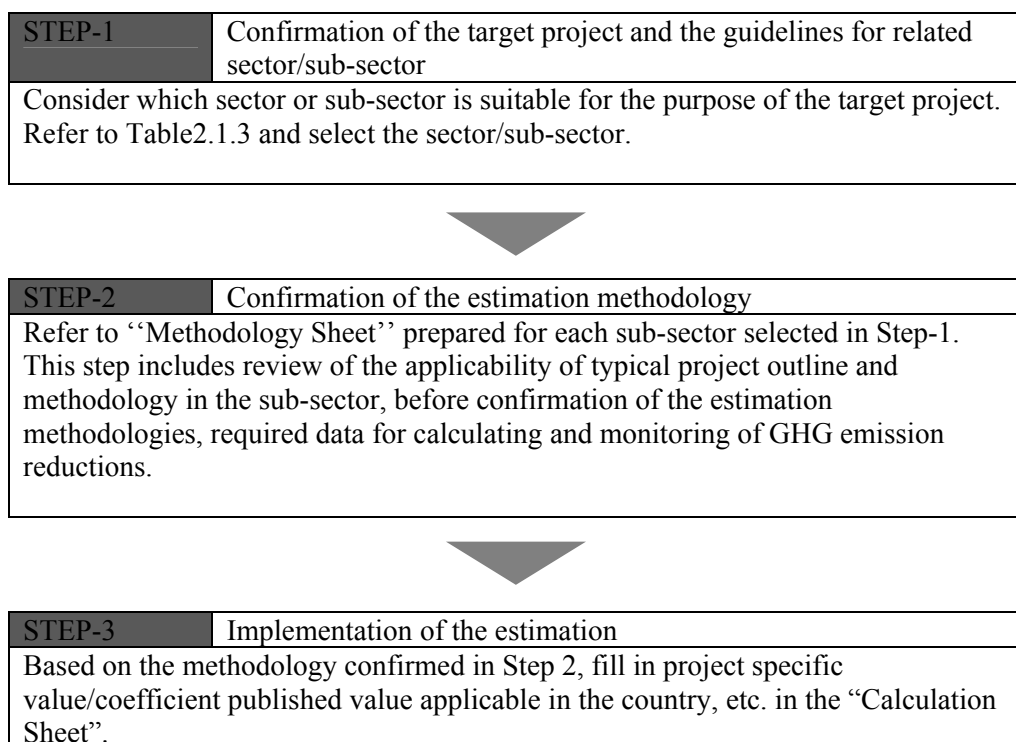 STEP-1 Confirmation of the target project and the guidelines for related
sector/sub-sector
Consider which sector or sub-sector is suitable for the purpose of the target project.
Refer to Table2.1.3 and select the sector/sub-sector.
STEP-2 Confirmation of the estimation methodology
Refer to ‘‘Methodology Sheet’’ prepared for each sub-sector selected in Step-1.
This step includes review of the applicability of typical project outline and
methodology in the sub-sector, before confirmation of the estimation
methodologies, required data for calculating and monitoring of GHG emission
reductions.
STEP-3 Implementation of the estimation
Based on the methodology confirmed in Step 2, fill in project specific
value/coefficient published value applicable in the country, etc. in the “Calculation
Sheet”.